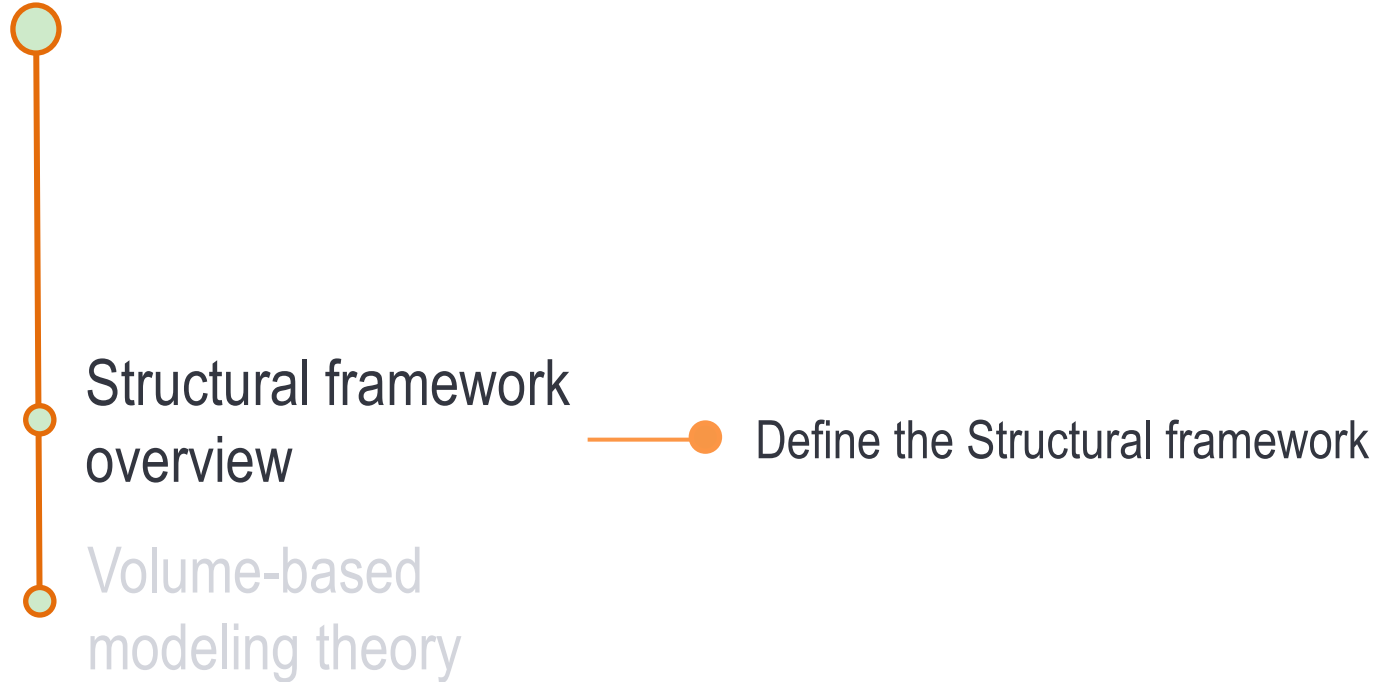 Structural framework
overview
Define the Structural framework
Volume-based
modeling theory